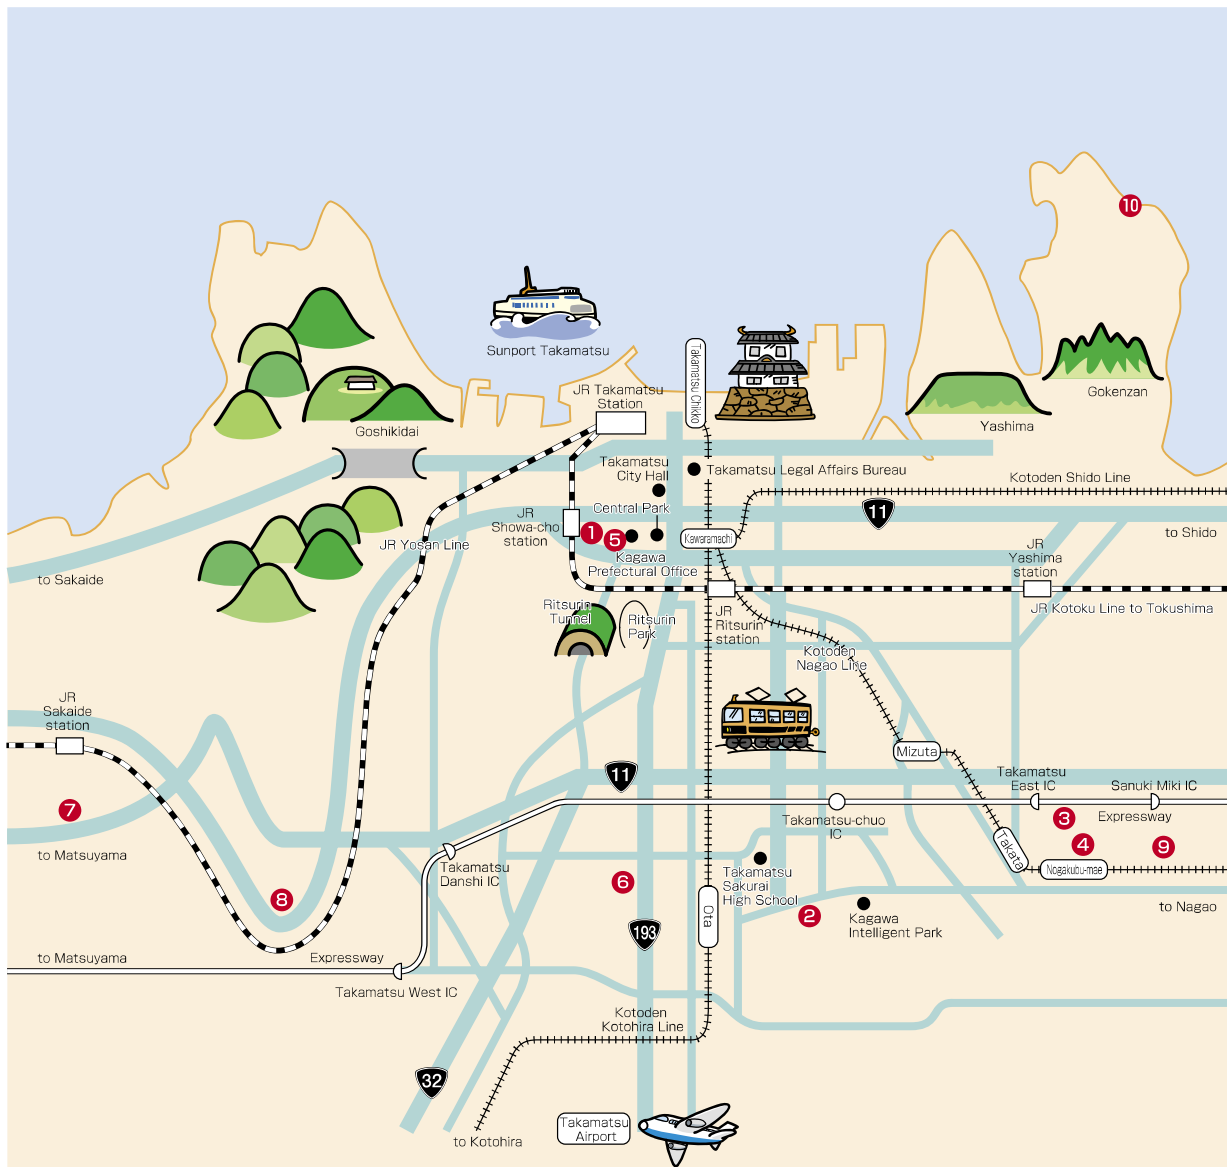 10
Sunport Takamatsu
Takamatsu Chikko
Gokenzan
JR Takamatsu
Station
Goshikidai
Yashima
Takamatsu
City Hall
Takamatsu Legal Affairs Bureau
Kotoden Shido Line
Central Park
11
JR
Showa-cho
station
1
5
Kawaramachi
to Shido
JR Yosan Line
Kagawa
Prefectural Office
JR
Yashima
station
to Sakaide
Ritsurin
Tunnel
Ritsurin
Park
JR
Ritsurin
station
JR Kotoku Line to Tokushima
Kotoden
Nagao Line
JR
Sakaide
station
Mizuta
11
Takamatsu
East IC
Sanuki Miki IC
7
Takamatsu-chuo
IC
3
Expressway
to Matsuyama
Takamatsu
Danshi IC
Takata
4
9
Nogakubu-mae
6
Takamatsu
Sakurai
High School
8
Ota
2
Kagawa
Intelligent Park
to Nagao
193
to Matsuyama
Expressway
Takamatsu West IC
Kotoden
Kotohira Line
32
Takamatsu
Airport
to Kotohira